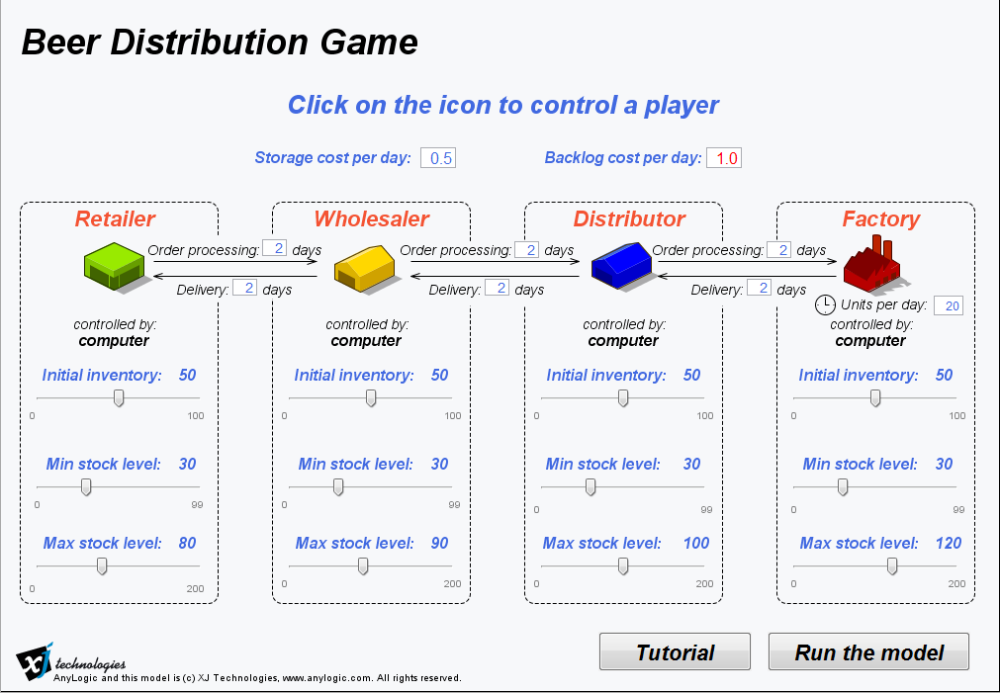 Beer Distribution Game
Click on the icon to control a player
Storage cost per day: 0.5 Backlog cost per day: 1.0
Retailer Wholesaler Distributor Factory
Order processing: 2 days Order processing: 2 days Order processing: 2 days
Delivery: 2 days Delivery: 2 days Delivery: 2 days
Units per day: 20
controlled by: controlled by: controlled by: controlled by:
computer computer computer computer
Initial inventory: 50 Initial inventory: 50 Initial inventory: 50 Initial inventory: 50
0 100 0 100 0 100 0 100
Min stock level: 30 Min stock level: 30 Min stock level: 30 Min stock level: 30
0 99 0 99 0 99 0 99
Max stock level: 80 Max stock level: 90 Max stock level: 100 Max stock level: 120
0 200 0 200 0 200 0 200
Tutorial Run the model
XJ technologies
AnyLogic and this model is (c) XJ Technologies, www.anylogic.com. All rights reserved.